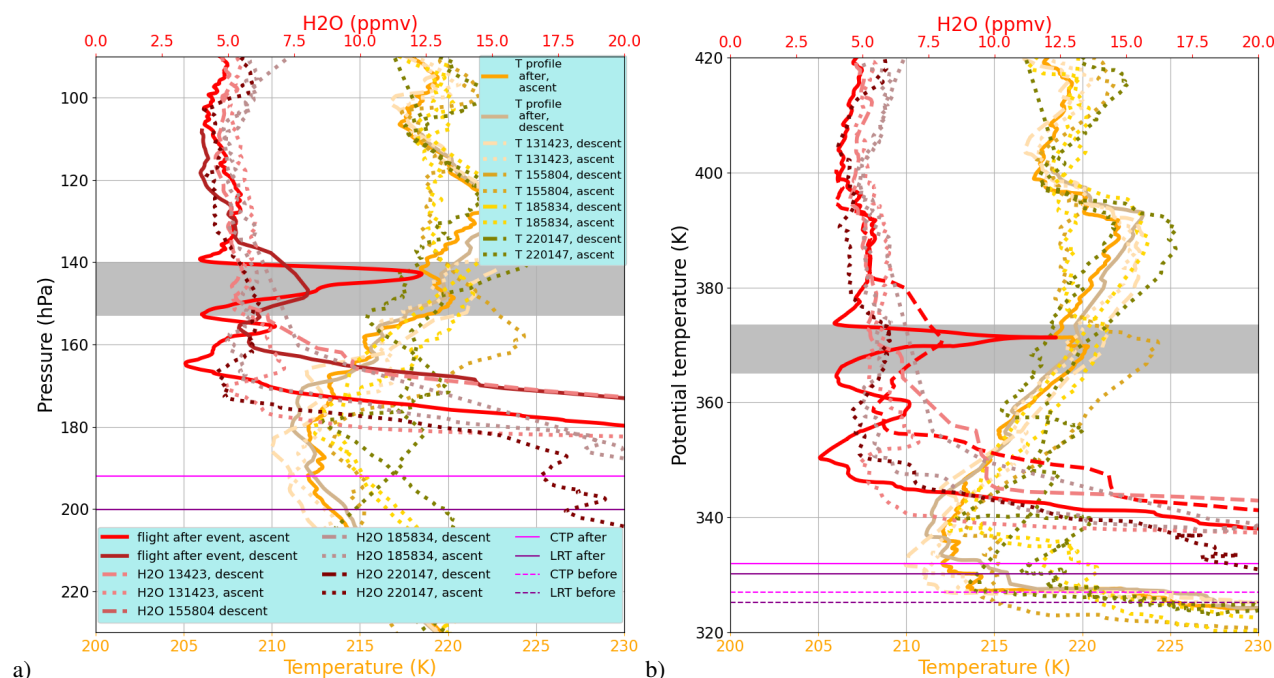 H2O (ppmv)
0.0 2.5 5.0 7.5 10.0 12.5 15.0 17.5 20.0
100
120
140
160
180
200
220
Pressure (hPa)
T profile
after,
ascent
T profile
after,
descent
T 131423, descent
T 131423, ascent
T 155804, descent
T 155804, ascent
T 185834, descent
T 185834, ascent
T 220147, descent
T 220147, ascent
flight after event, ascent
flight after event, descent
H2O 13423, descent
H2O 131423, ascent
H2O 155804 descent
H2O 185834, descent
H2O 185834, ascent
H2O 220147, descent
H2O 220147, ascent
CTP after
LRT after
CTP before
LRT before
200 205 210 215 220 225 230
Temperature (K)
a)
H2O (ppmv)
0.0 2.5 5.0 7.5 10.0 12.5 15.0 17.5 20.0
420
400
380
360
340
320
Potential temperature (K)
200 205 210 215 220 225 230
Temperature (K)
b)